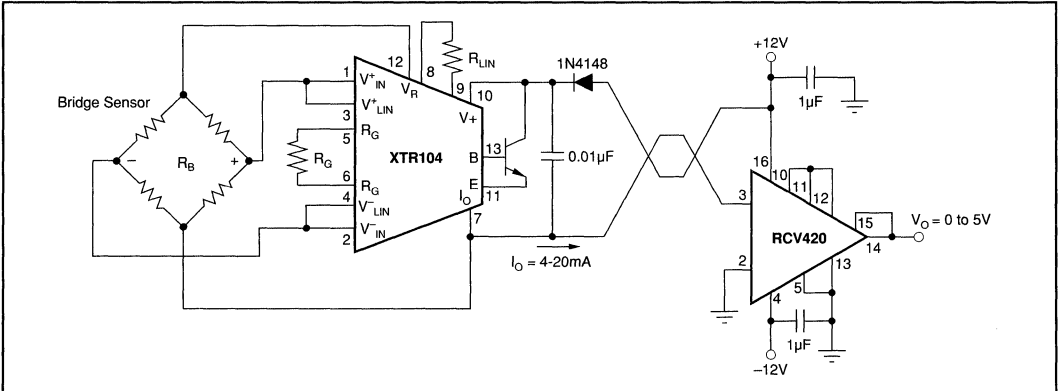 Bridge Sensor
R_B
−
+
R_G
12
V_R
8
R_LIN
9
10
V+
1
V⁺_IN
V⁺_LIN
3
R_G
5
XTR104
B
13
E
11
I_O
7
6
R_G
4
V⁻_LIN
V⁻_IN
2
1N4148
0.01µF
I_O = 4-20mA
+12V
1µF
16
10
11
12
3
15
RCV420
14
V_O = 0 to 5V
2
13
5
4
1µF
−12V